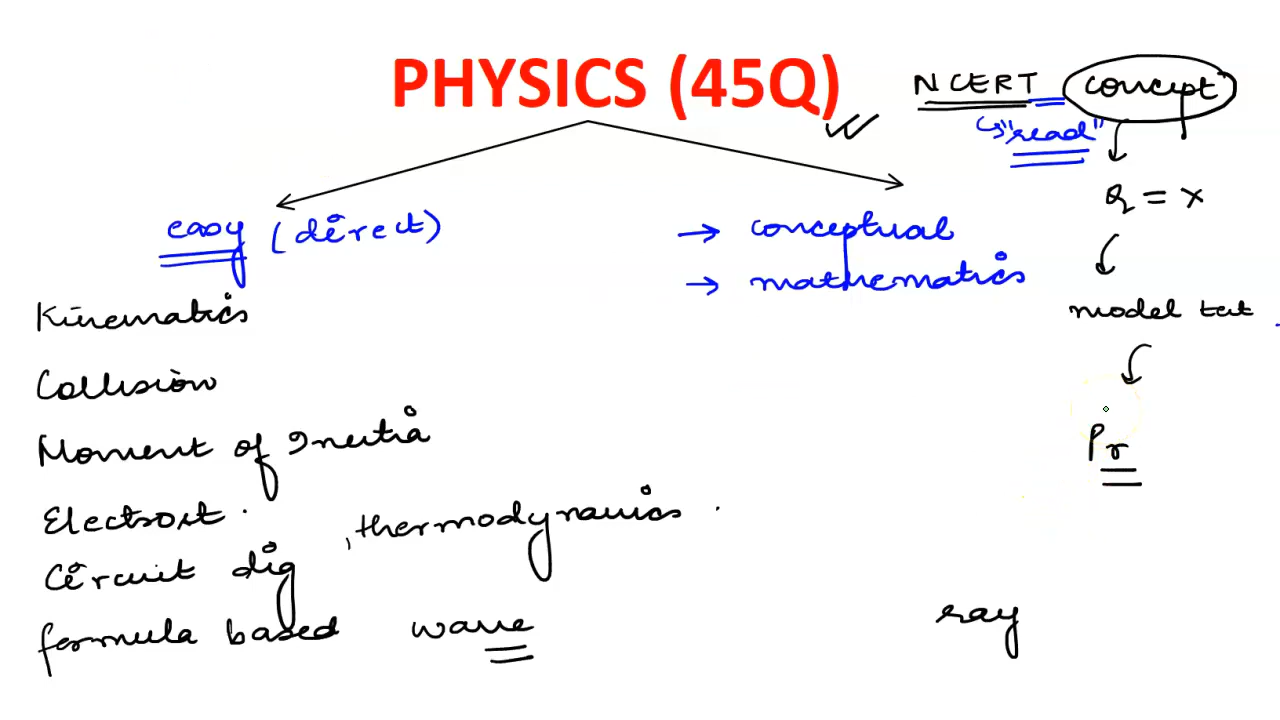 PHYSICS (45Q)
NCERT = concept
"read"
q = x
easy (direct)
→ conceptual
→ mathematics
model tet
Pr
Kinematics
Collision
Moment of Inertia
Electrost.
, thermodynamics.
Circuit dig
formula based wave
ray